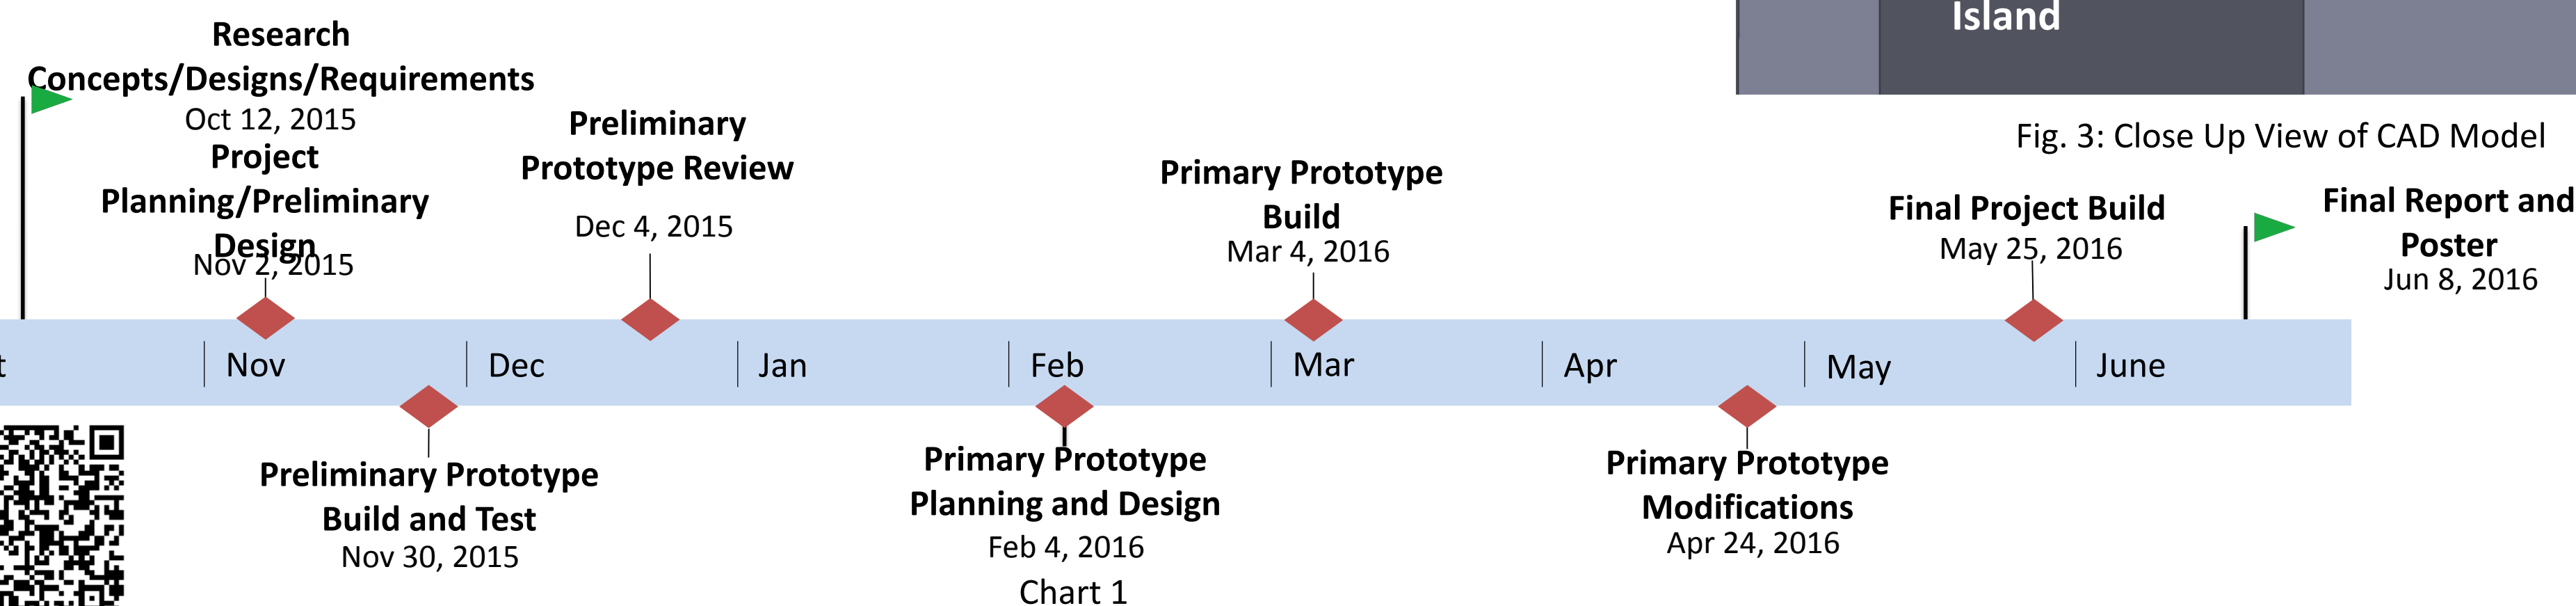 Island
Fig. 3: Close Up View of CAD Model
Research
Concepts/Designs/Requirements
Oct 12, 2015
Project
Planning/Preliminary
Design
Nov 2, 2015
Preliminary
Prototype Review
Dec 4, 2015
Primary Prototype
Build
Mar 4, 2016
Final Project Build
May 25, 2016
Final Report and
Poster
Jun 8, 2016
t
Nov
Dec
Jan
Feb
Mar
Apr
May
June
Preliminary Prototype
Build and Test
Nov 30, 2015
Primary Prototype
Planning and Design
Feb 4, 2016
Primary Prototype
Modifications
Apr 24, 2016
Chart 1